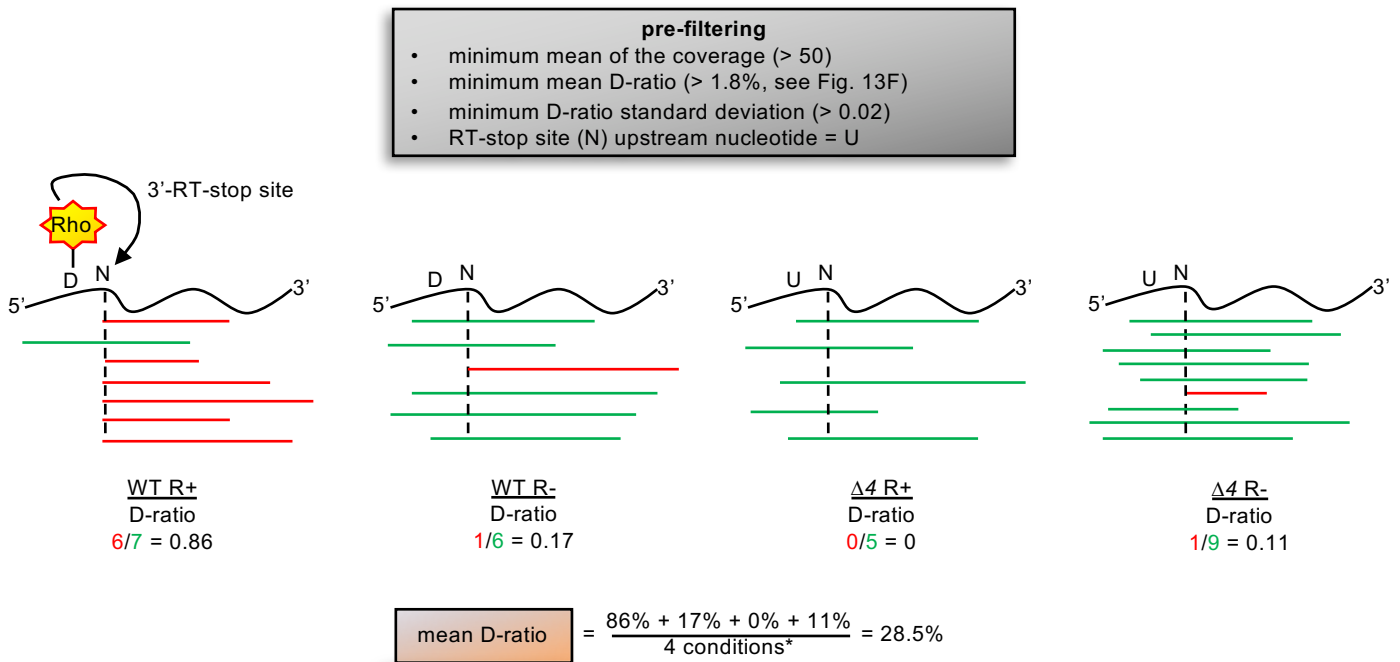 pre-filtering
• minimum mean of the coverage (> 50)
• minimum mean D-ratio (> 1.8%, see Fig. 13F)
• minimum D-ratio standard deviation (> 0.02)
• RT-stop site (N) upstream nucleotide = U
3’-RT-stop site
Rho
D N
5’ 3’
D N
5’ 3’
U N
5’ 3’
U N
5’ 3’
WT R+
D-ratio
6/7 = 0.86
WT R-
D-ratio
1/6 = 0.17
Δ4 R+
D-ratio
0/5 = 0
Δ4 R-
D-ratio
1/9 = 0.11
86% + 17% + 0% + 11%
mean D-ratio = = 28.5%
4 conditions*